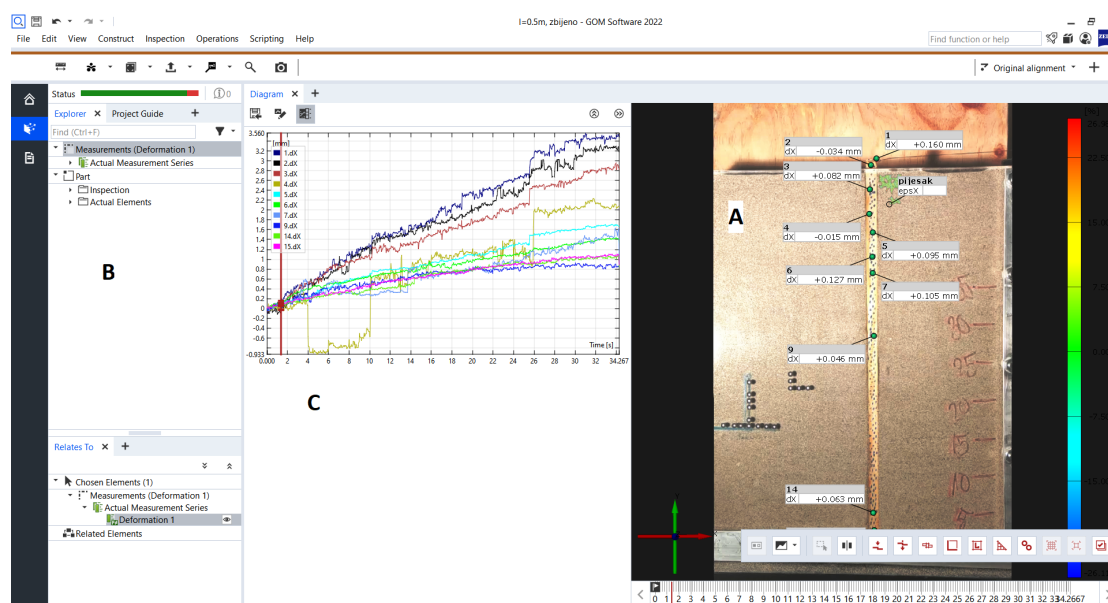 l=0.5m, zbijeno - GOM Software 2022
File Edit View Construct Inspection Operations Scripting Help
Find function or help
Original alignment
Status
0
Diagram
Explorer Project Guide
Find (Ctrl+F)
Measurements (Deformation 1)
Actual Measurement Series
Part
Inspection
Actual Elements
B
Relates To
Chosen Elements (1)
Measurements (Deformation 1)
Actual Measurement Series
Deformation 1
Related Elements
3.560
[mm]
3.2
3
2.8
2.6
2.4
2.2
2
1.8
1.6
1.4
1.2
1
0.8
0.6
0.4
0.2
0
-0.2
-0.4
-0.6
-0.933
1.dX
2.dX
3.dX
4.dX
5.dX
6.dX
7.dX
9.dX
14.dX
15.dX
Time [s]
0.000 2 4 6 8 10 12 14 16 18 20 22 24 26 28 30 32 34.267
C
A
1
dX +0.160 mm
2
dX -0.034 mm
3
dX +0.082 mm
pijesak
epsX
4
dX -0.015 mm
5
dX +0.095 mm
6
dX +0.127 mm
7
dX +0.105 mm
9
dX +0.046 mm
14
dX +0.063 mm
0 1 2 3 4 5 6 7 8 9 10 11 12 13 14 15 16 17 18 19 20 21 22 23 24 25 26 27 28 29 30 31 32 33